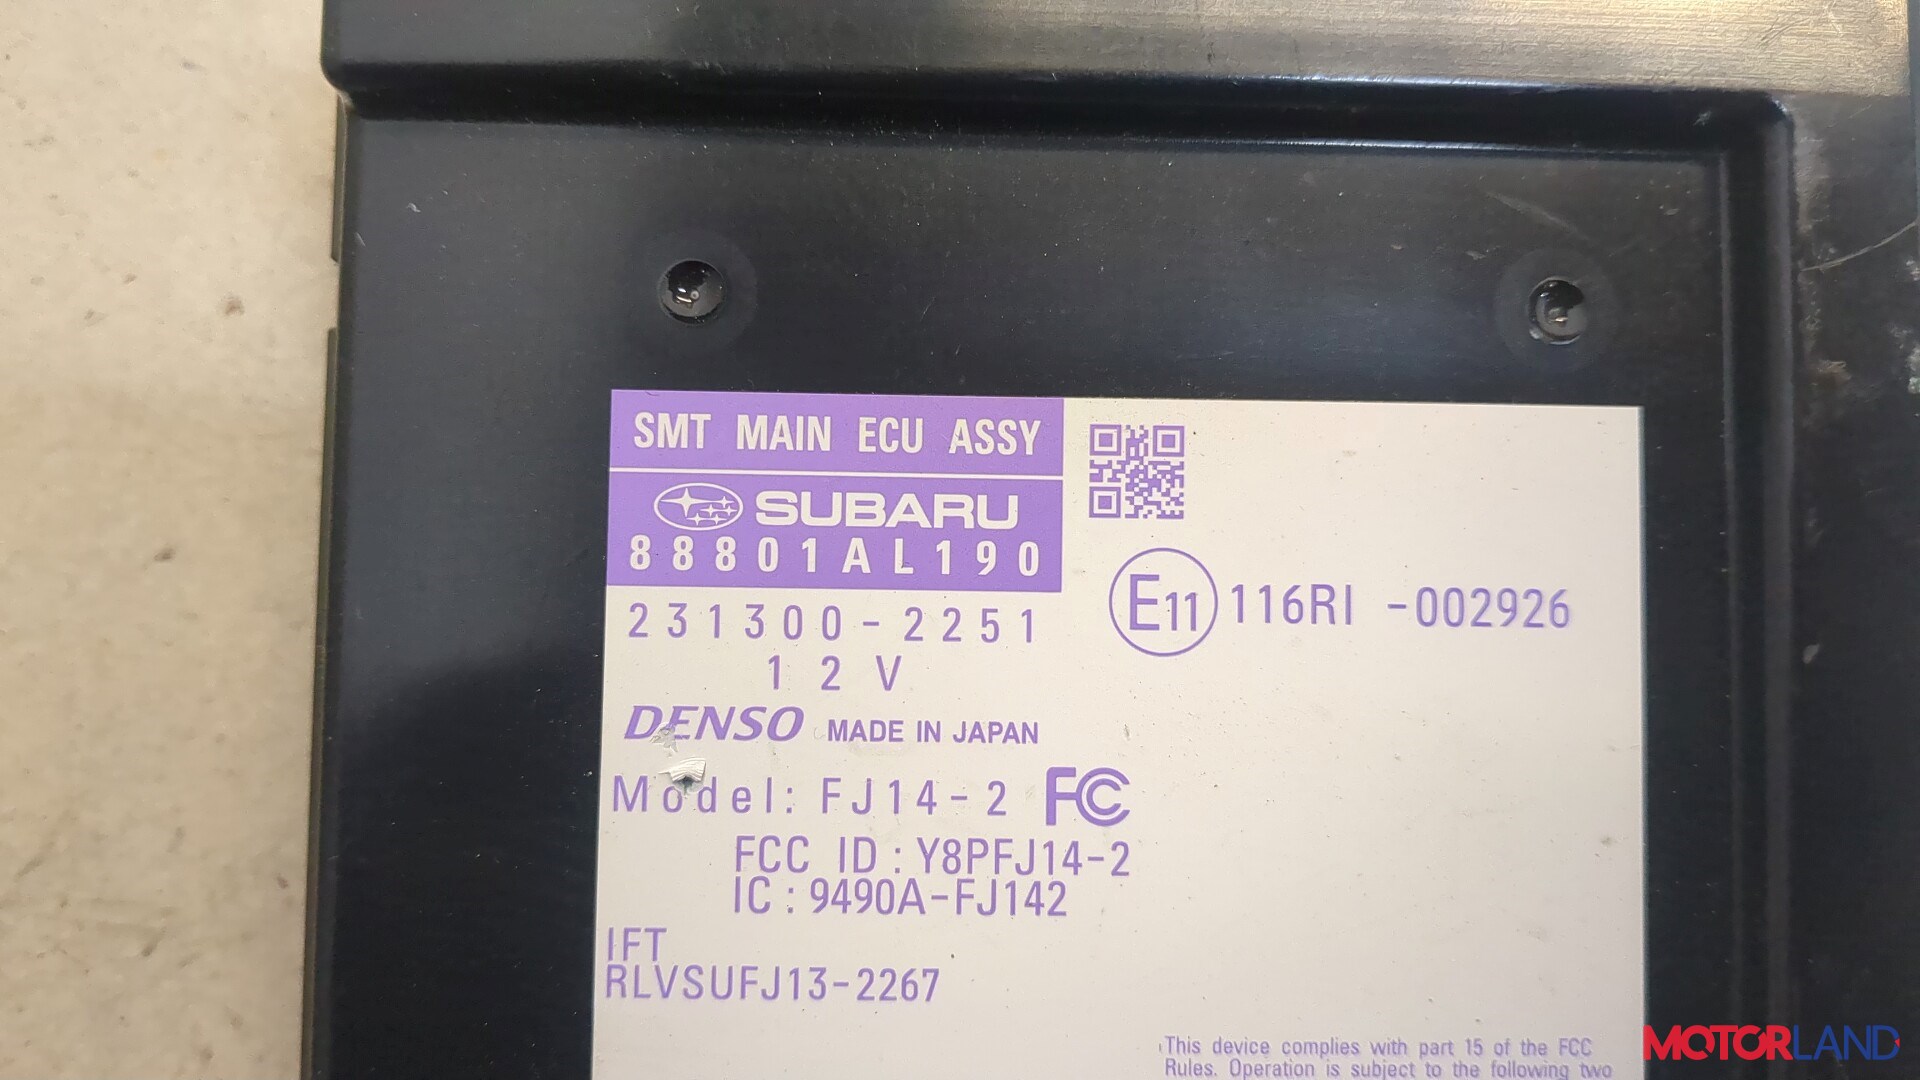 SMT MAIN ECU ASSY
SUBARU
88801AL190
231300-2251
12V
DENSO MADE IN JAPAN
Model: FJ14-2 FC
FCC ID : Y8PFJ14-2
IC : 9490A-FJ142
IFT
RLVSUFJ13-2267
E11 116RI -002926
This device complies with part 15 of the FCC
Rules. Operation is subject to the following two
MOTORLAND